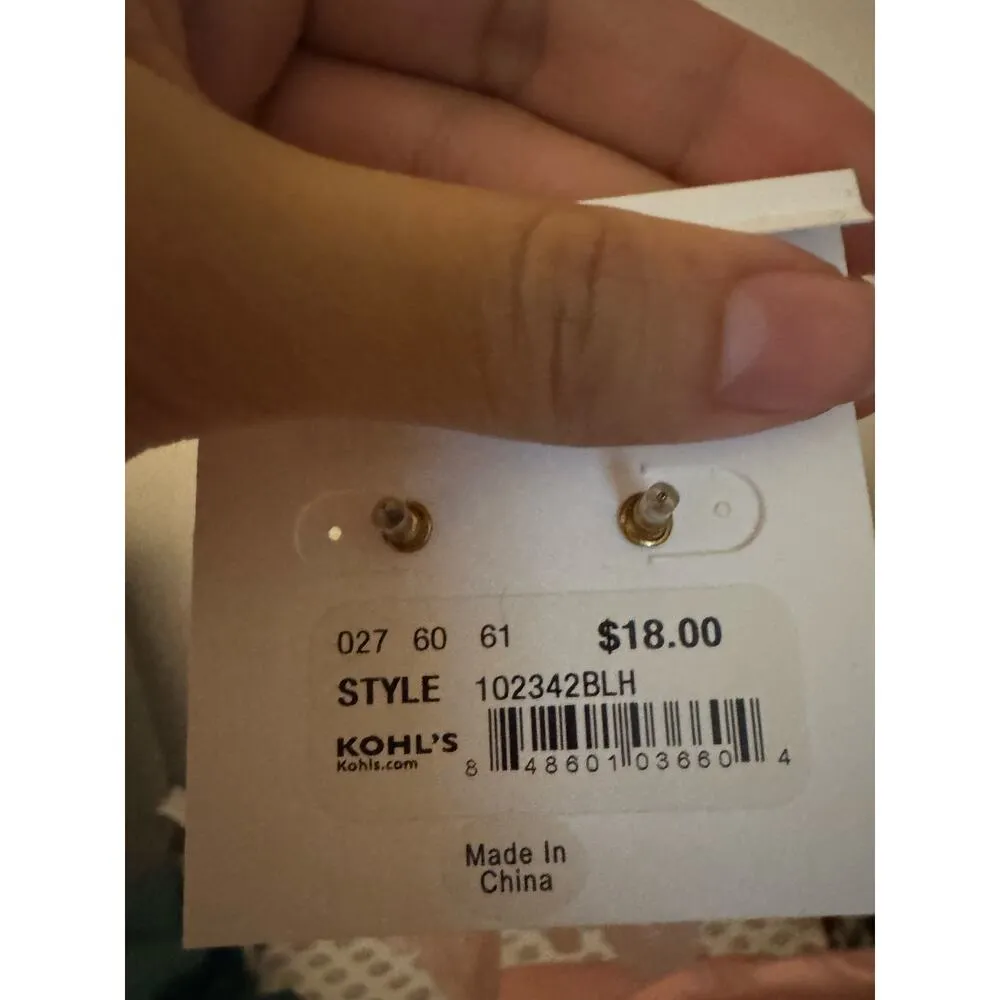 027 60 61 $18.00
STYLE 102342BLH
KOHL'S
Kohls.com
8 48601 03660 4
Made In
China